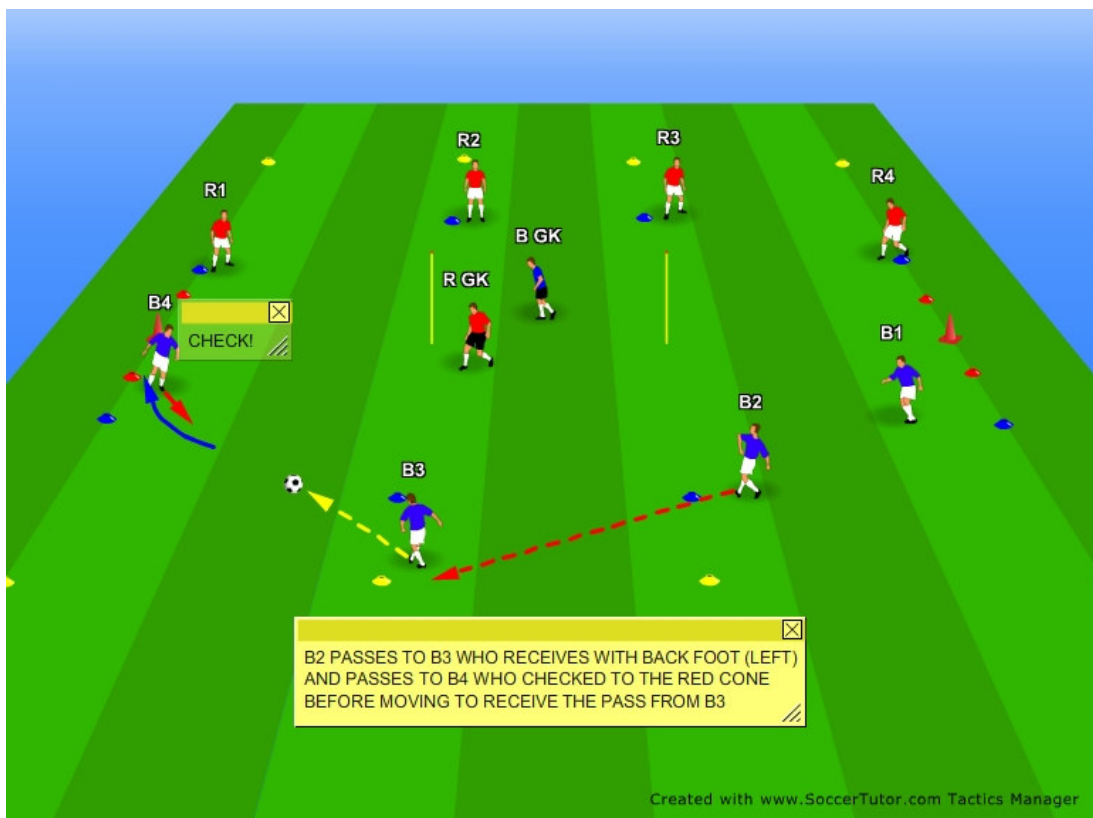 R2
R3
R1
R4
B GK
R GK
B4
CHECK!
B1
B2
B3
B2 PASSES TO B3 WHO RECEIVES WITH BACK FOOT (LEFT)
AND PASSES TO B4 WHO CHECKED TO THE RED CONE
BEFORE MOVING TO RECEIVE THE PASS FROM B3
Created with www.SoccerTutor.com Tactics Manager